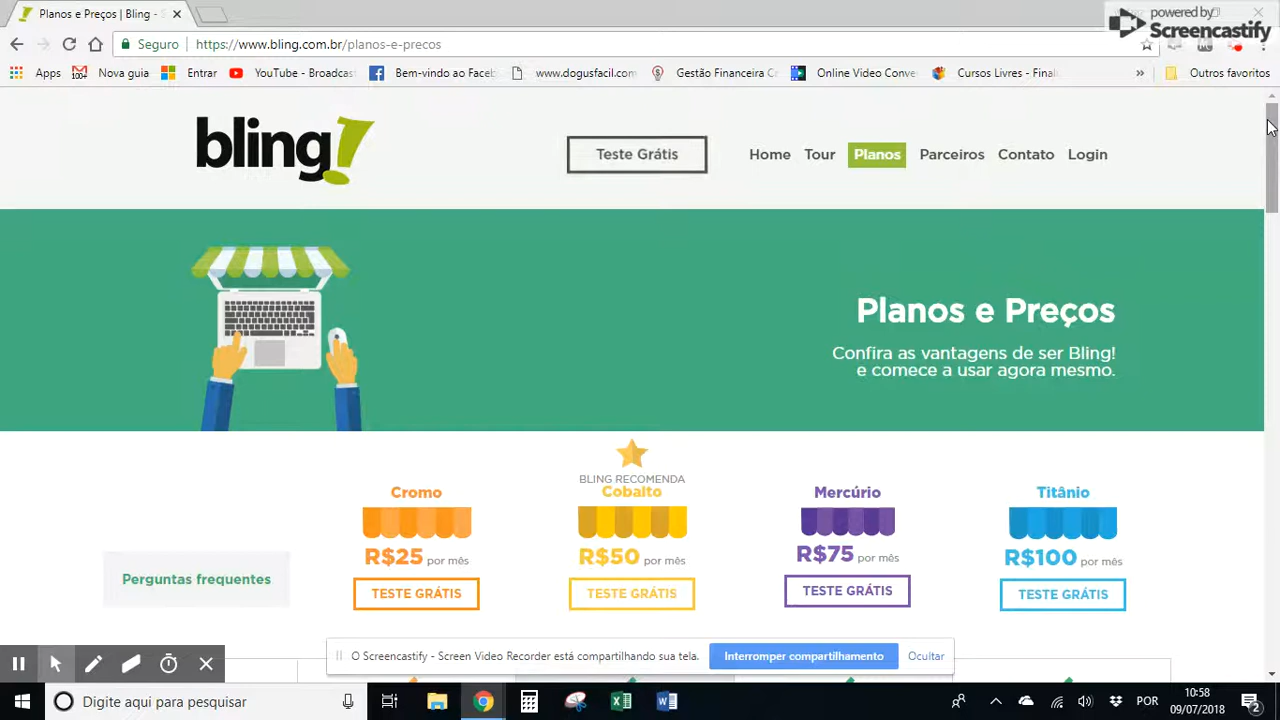 Planos e Preços | Bling -
powered by
Screencastify
Seguro
https://www.bling.com.br/planos-e-precos
Apps
Nova guia
Entrar
YouTube - Broadcast
Bem-vindo ao Faceb
www.dogusfacil.com
Gestão Financeira Co
Online Video Conve
Cursos Livres - Final
»
Outros favoritos
bling!
Teste Grátis
Home
Tour
Planos
Parceiros
Contato
Login
Planos e Preços
Confira as vantagens de ser Bling!
e comece a usar agora mesmo.
BLING RECOMENDA
Cromo
Cobalto
Mercúrio
Titânio
R$25 por mês
R$50 por mês
R$75 por mês
R$100 por mês
Perguntas frequentes
TESTE GRÁTIS
TESTE GRÁTIS
TESTE GRÁTIS
TESTE GRÁTIS
O Screencastify - Screen Video Recorder está compartilhando sua tela.
Interromper compartilhamento
Ocultar
Digite aqui para pesquisar
POR
10:58
09/07/2018
2